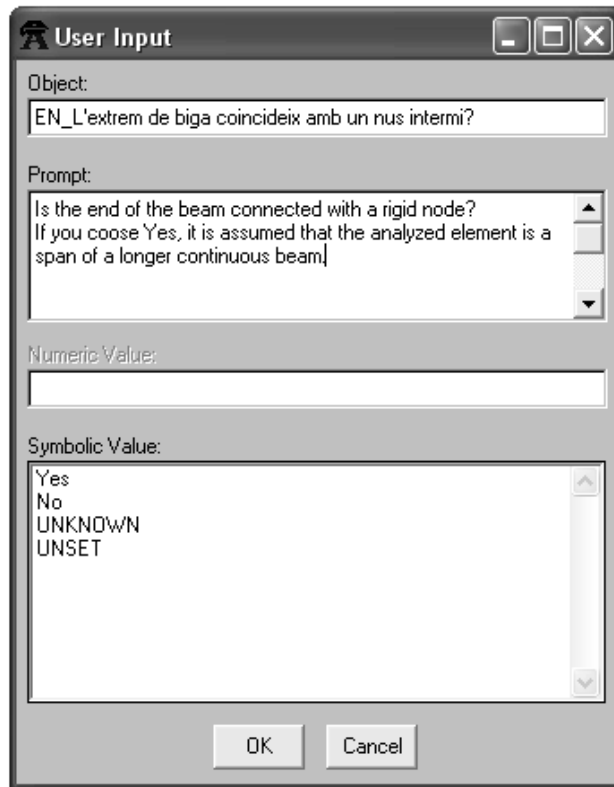 User Input
Object:
EN_L'extrem de biga coincideix amb un nus intermi?
Prompt:
Is the end of the beam connected with a rigid node?
If you coose Yes, it is assumed that the analyzed element is a
span of a longer continuous beam.
Numeric Value:
Symbolic Value:
Yes
No
UNKNOWN
UNSET
OK Cancel